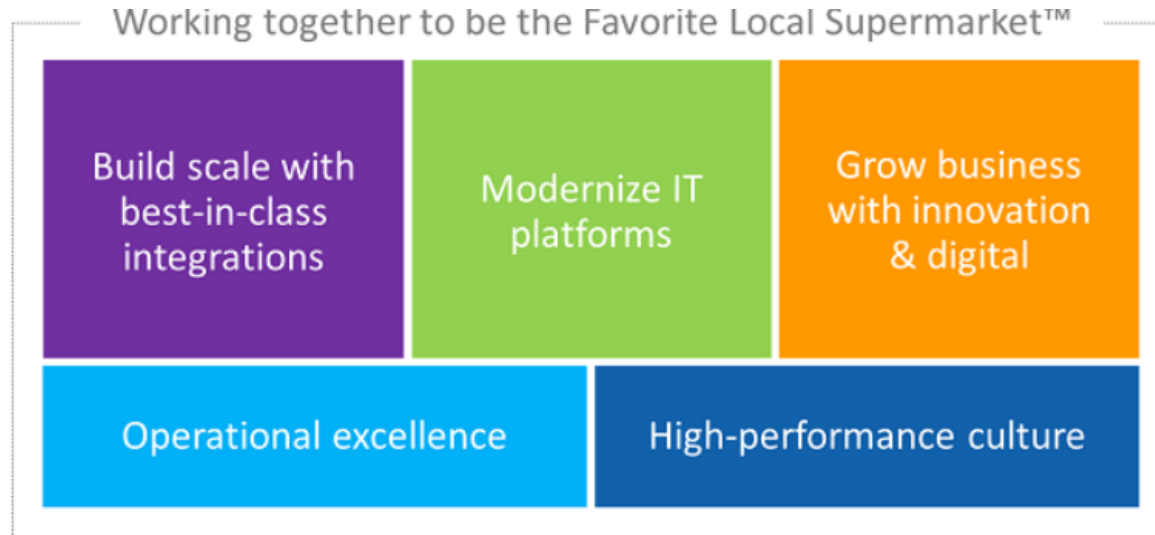 Working together to be the Favorite Local Supermarket™
Build scale with
best-in-class
integrations
Modernize IT
platforms
Grow business
with innovation
& digital
Operational excellence
High-performance culture